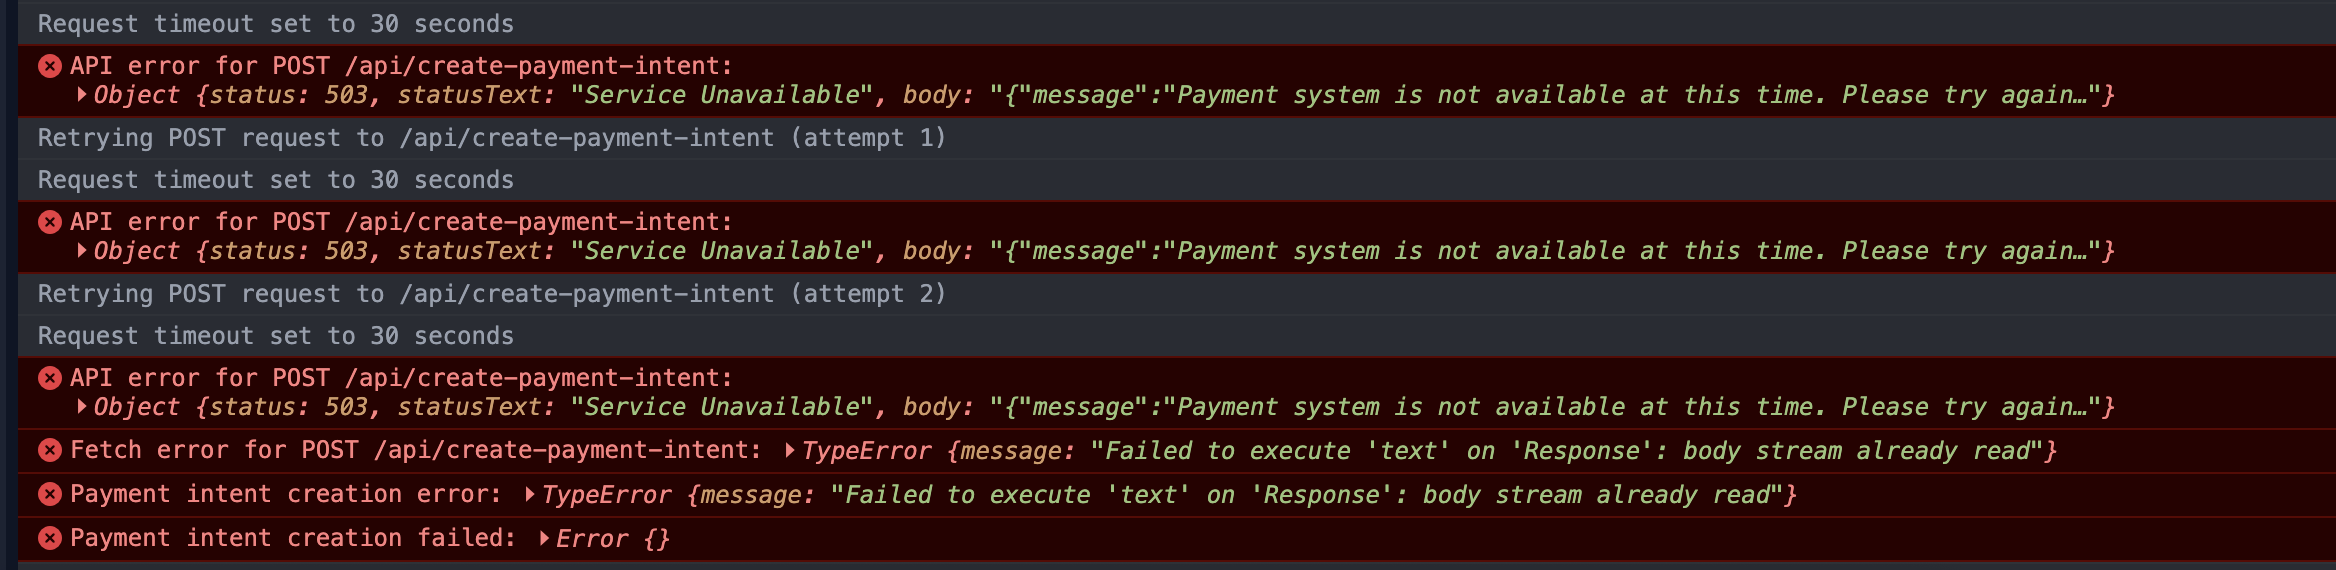 Request timeout set to 30 seconds
API error for POST /api/create-payment-intent:
Object {status: 503, statusText: "Service Unavailable", body: "{"message":"Payment system is not available at this time. Please try again…"}
Retrying POST request to /api/create-payment-intent (attempt 1)
Request timeout set to 30 seconds
API error for POST /api/create-payment-intent:
Object {status: 503, statusText: "Service Unavailable", body: "{"message":"Payment system is not available at this time. Please try again…"}
Retrying POST request to /api/create-payment-intent (attempt 2)
Request timeout set to 30 seconds
API error for POST /api/create-payment-intent:
Object {status: 503, statusText: "Service Unavailable", body: "{"message":"Payment system is not available at this time. Please try again…"}
Fetch error for POST /api/create-payment-intent: TypeError {message: "Failed to execute 'text' on 'Response': body stream already read"}
Payment intent creation error: TypeError {message: "Failed to execute 'text' on 'Response': body stream already read"}
Payment intent creation failed: Error {}